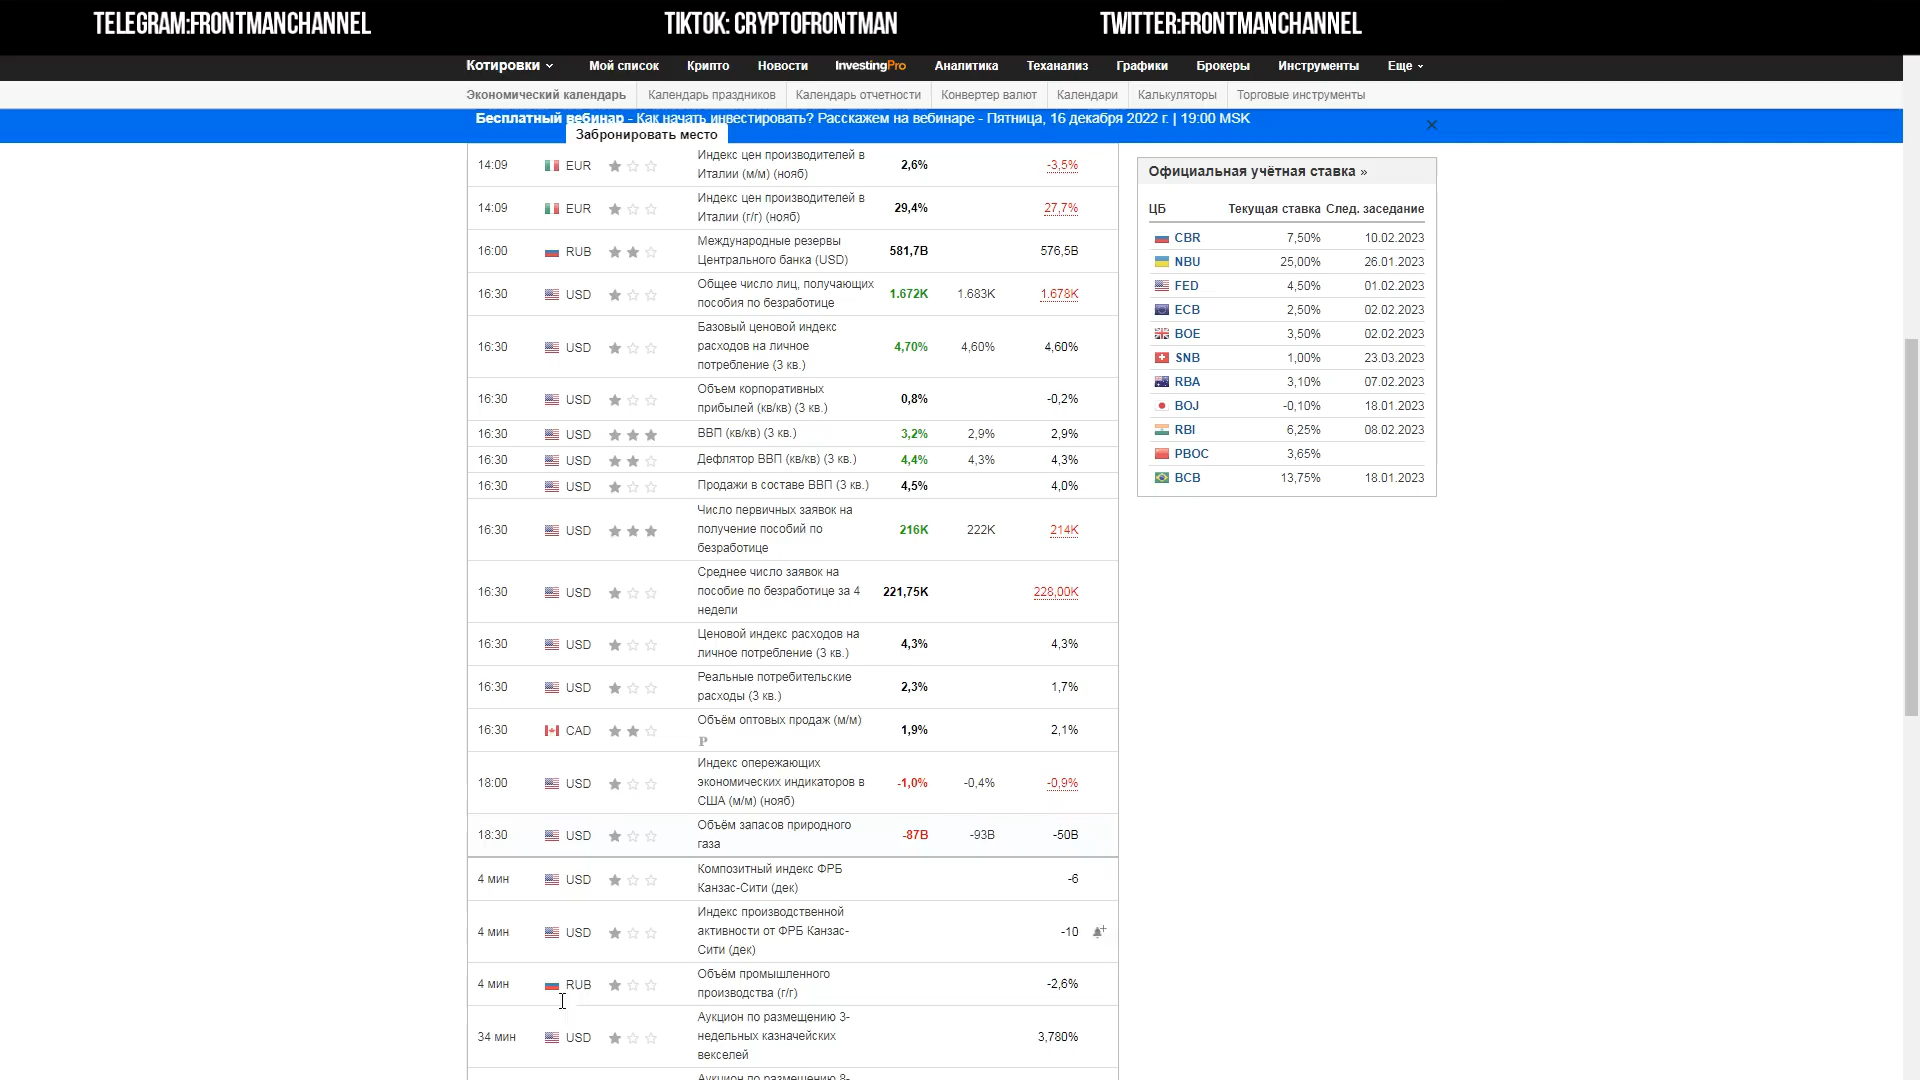 TELEGRAM:FRONTMANCHANNEL TIKTOK: CRYPTOFRONTMAN TWITTER:FRONTMANCHANNEL
Котировки Мой список Крипто Новости InvestingPro Аналитика Теханализ Графики Брокеры Инструменты Еще
Экономический календарь Календарь праздников Календарь отчетности Конвертер валют Календари Калькуляторы Торговые инструменты
Бесплатный вебинар - Как начать инвестировать? Расскажем на вебинаре - Пятница, 16 декабря 2022 г. | 19:00 MSK
Забронировать место
14:09 EUR Индекс цен производителей в
Италии (м/м) (нояб) 2,6% -3,5%
14:09 EUR Индекс цен производителей в
Италии (г/г) (нояб) 29,4% 27,7%
16:00 RUB Международные резервы
Центрального банка (USD) 581,7B 576,5B
16:30 USD Общее число лиц, получающих
пособия по безработице 1.672K 1.683K 1.678K
16:30 USD Базовый ценовой индекс
расходов на личное
потребление (3 кв.) 4,70% 4,60% 4,60%
16:30 USD Объем корпоративных
прибылей (кв/кв) (3 кв.) 0,8% -0,2%
16:30 USD ВВП (кв/кв) (3 кв.) 3,2% 2,9% 2,9%
16:30 USD Дефлятор ВВП (кв/кв) (3 кв.) 4,4% 4,3% 4,3%
16:30 USD Продажи в составе ВВП (3 кв.) 4,5% 4,0%
16:30 USD Число первичных заявок на
получение пособий по
безработице 216K 222K 214K
16:30 USD Среднее число заявок на
пособие по безработице за 4
недели 221,75K 228,00K
16:30 USD Ценовой индекс расходов на
личное потребление (3 кв.) 4,3% 4,3%
16:30 USD Реальные потребительские
расходы (3 кв.) 2,3% 1,7%
16:30 CAD Объём оптовых продаж (м/м)
P 1,9% 2,1%
18:00 USD Индекс опережающих
экономических индикаторов в
США (м/м) (нояб) -1,0% -0,4% -0,9%
18:30 USD Объём запасов природного
газа -87B -93B -50B
4 мин USD Композитный индекс ФРБ
Канзас-Сити (дек) -6
4 мин USD Индекс производственной
активности от ФРБ Канзас-
Сити (дек) -10
4 мин RUB Объём промышленного
производства (г/г) -2,6%
34 мин USD Аукцион по размещению 3-
недельных казначейских
векселей 3,780%
Аукцион по размещению 8-
Официальная учётная ставка »
ЦБ Текущая ставка След. заседание
CBR 7,50% 10.02.2023
NBU 25,00% 26.01.2023
FED 4,50% 01.02.2023
ECB 2,50% 02.02.2023
BOE 3,50% 02.02.2023
SNB 1,00% 23.03.2023
RBA 3,10% 07.02.2023
BOJ -0,10% 18.01.2023
RBI 6,25% 08.02.2023
PBOC 3,65%
BCB 13,75% 18.01.2023